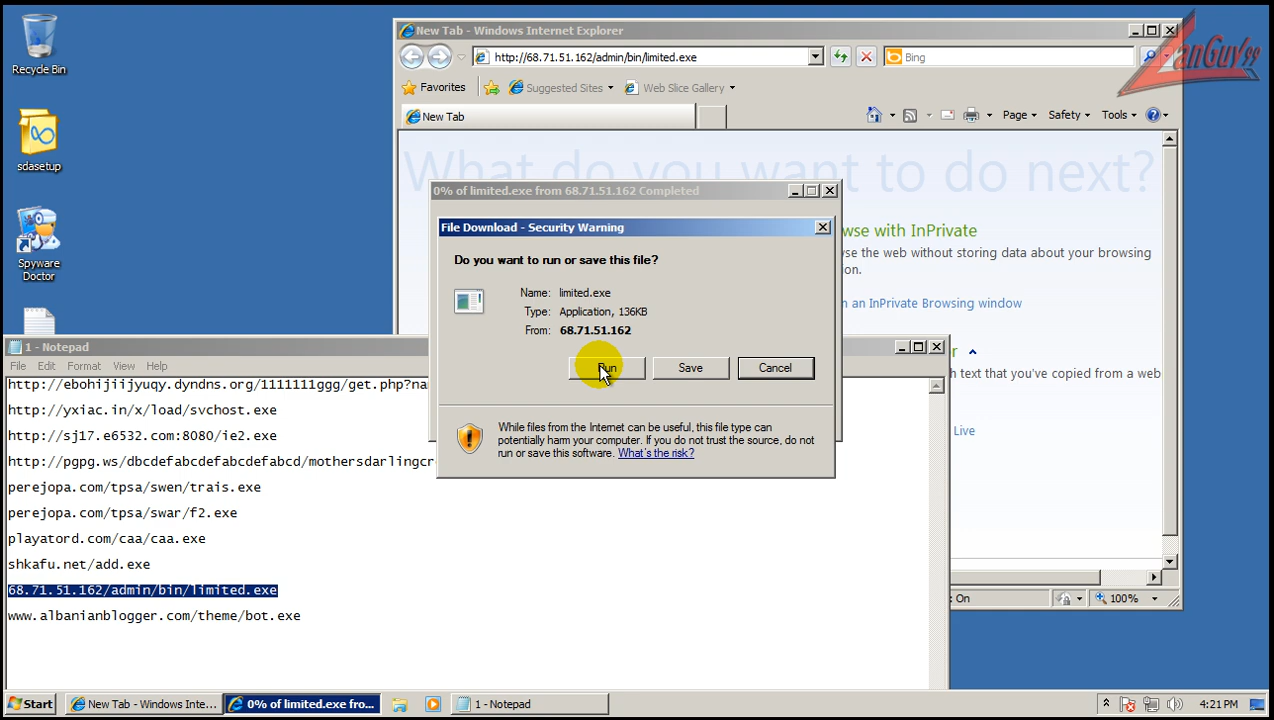 Recycle Bin
sdasetup
Spyware
Doctor
New Tab - Windows Internet Explorer
http://68.71.51.162/admin/bin/limited.exe
Bing
Favorites
Suggested Sites
Web Slice Gallery
New Tab
Page
Safety
Tools
What do you want to do next?
0% of limited.exe from 68.71.51.162 Completed
File Download - Security Warning
Do you want to run or save this file?
Name: limited.exe
Type: Application, 136KB
From: 68.71.51.162
Run
Save
Cancel
While files from the Internet can be useful, this file type can
potentially harm your computer. If you do not trust the source, do not
run or save this software. What's the risk?
wse with InPrivate
se the web without storing data about your browsing
on.
n an InPrivate Browsing window
h text that you've copied from a web
Live
On
100%
1 - Notepad
File Edit Format View Help
http://ebohijiijyuqy.dyndns.org/1111111ggg/get.php?na
http://yxiac.in/x/load/svchost.exe
http://sj17.e6532.com:8080/ie2.exe
http://pgpg.ws/dbcdefabcdefabcdefabcd/mothersdarlingcr
perejopa.com/tpsa/swen/trais.exe
perejopa.com/tpsa/swar/f2.exe
playatord.com/caa/caa.exe
shkafu.net/add.exe
68.71.51.162/admin/bin/limited.exe
www.albanianblogger.com/theme/bot.exe
Start
New Tab - Windows Inte...
0% of limited.exe fro...
1 - Notepad
4:21 PM